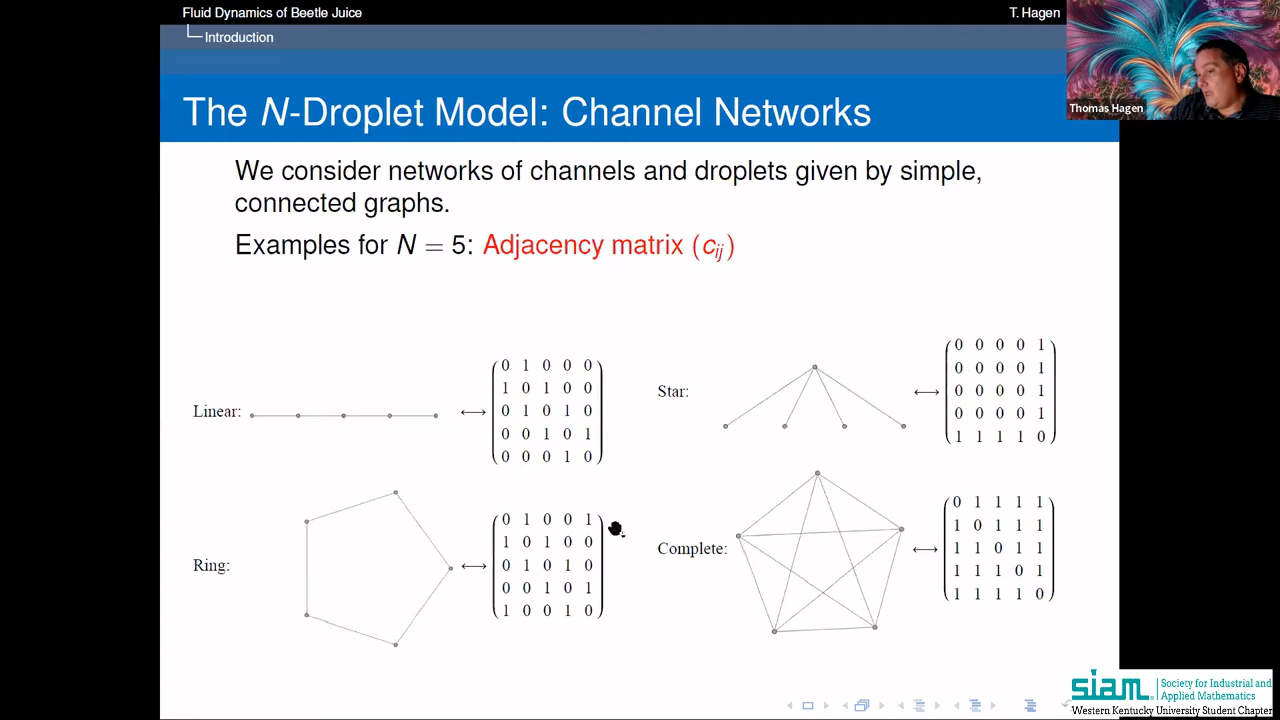 Fluid Dynamics of Beetle Juice
T. Hagen
Introduction
Thomas Hagen
The N-Droplet Model: Channel Networks
We consider networks of channels and droplets given by simple,
connected graphs.
Examples for N = 5: Adjacency matrix (cij)
Linear:
0 1 0 0 0
1 0 1 0 0
0 1 0 1 0
0 0 1 0 1
0 0 0 1 0
Star:
0 0 0 0 1
0 0 0 0 1
0 0 0 0 1
0 0 0 0 1
1 1 1 1 0
Ring:
0 1 0 0 1
1 0 1 0 0
0 1 0 1 0
0 0 1 0 1
1 0 0 1 0
Complete:
0 1 1 1 1
1 0 1 1 1
1 1 0 1 1
1 1 1 0 1
1 1 1 1 0
siam
Society for Industrial and
Applied Mathematics
Western Kentucky University Student Chapter